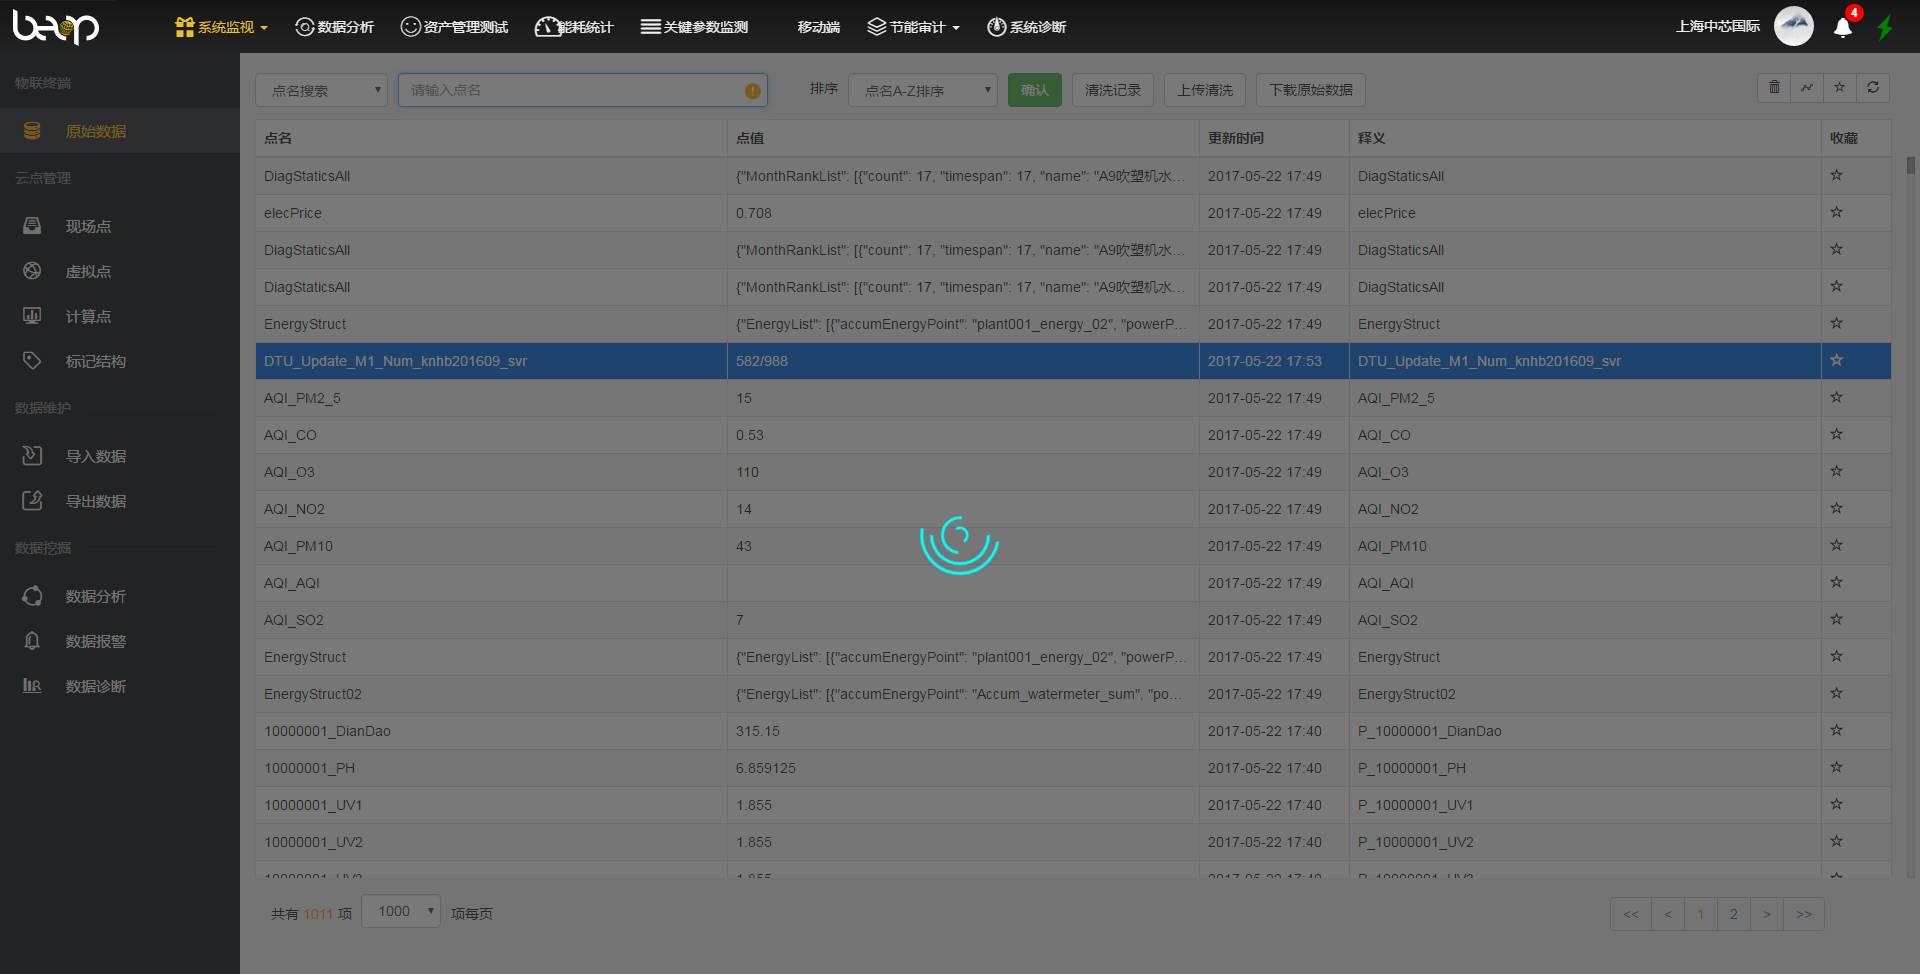 beop 系统监视 数据分析 资产管理测试 能耗统计 关键参数监测 移动端 节能审计 系统诊断 上海中芯国际 4
物联终端
原始数据
云点管理
现场点
虚拟点
计算点
标记结构
数据维护
导入数据
导出数据
数据挖掘
数据分析
数据报警
数据诊断
点名搜索 请输入点名 排序 点名A-Z排序 确认 清洗记录 上传清洗 下载原始数据
点名 点值 更新时间 释义 收藏
DiagStaticsAll {"MonthRankList": [{"count": 17, "timespan": 17, "name": "A9吹塑机水... 2017-05-22 17:49 DiagStaticsAll
elecPrice 0.708 2017-05-22 17:49 elecPrice
DiagStaticsAll {"MonthRankList": [{"count": 17, "timespan": 17, "name": "A9吹塑机水... 2017-05-22 17:49 DiagStaticsAll
DiagStaticsAll {"MonthRankList": [{"count": 17, "timespan": 17, "name": "A9吹塑机水... 2017-05-22 17:49 DiagStaticsAll
EnergyStruct {"EnergyList": [{"accumEnergyPoint": "plant001_energy_02", "powerP... 2017-05-22 17:49 EnergyStruct
DTU_Update_M1_Num_knhb201609_svr 582/988 2017-05-22 17:53 DTU_Update_M1_Num_knhb201609_svr
AQI_PM2_5 15 2017-05-22 17:49 AQI_PM2_5
AQI_CO 0.53 2017-05-22 17:49 AQI_CO
AQI_O3 110 2017-05-22 17:49 AQI_O3
AQI_NO2 14 2017-05-22 17:49 AQI_NO2
AQI_PM10 43 2017-05-22 17:49 AQI_PM10
AQI_AQI 2017-05-22 17:49 AQI_AQI
AQI_SO2 7 2017-05-22 17:49 AQI_SO2
EnergyStruct {"EnergyList": [{"accumEnergyPoint": "plant001_energy_02", "powerP... 2017-05-22 17:49 EnergyStruct
EnergyStruct02 {"EnergyList": [{"accumEnergyPoint": "Accum_watermeter_sum", "po... 2017-05-22 17:49 EnergyStruct02
10000001_DianDao 315.15 2017-05-22 17:40 P_10000001_DianDao
10000001_PH 6.859125 2017-05-22 17:40 P_10000001_PH
10000001_UV1 1.855 2017-05-22 17:40 P_10000001_UV1
10000001_UV2 1.855 2017-05-22 17:40 P_10000001_UV2
10000001_UV3 1.855 2017-05-22 17:40 P_10000001_UV3
共有 1011 项 1000 项每页 << < 1 2 > >>